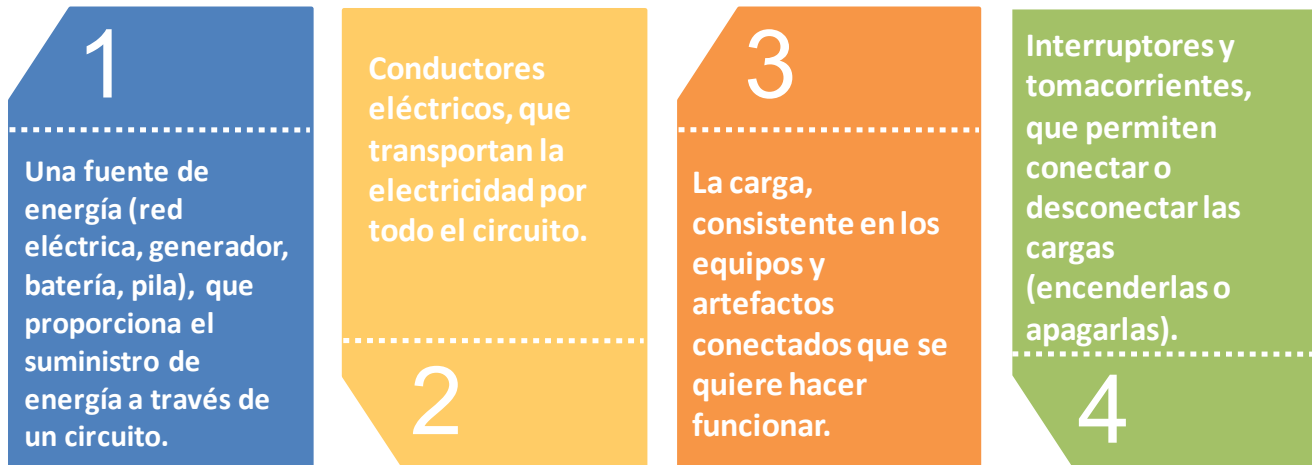 1
Una fuente de
energía (red
eléctrica, generador,
batería, pila), que
proporciona el
suministro de
energía a través de
un circuito.
Conductores
eléctricos, que
transportan la
electricidad por
todo el circuito.
2
3
La carga,
consistente en los
equipos y
artefactos
conectados que se
quiere hacer
funcionar.
Interruptores y
tomacorrientes,
que permiten
conectar o
desconectar las
cargas
(encenderlas o
apagarlas).
4